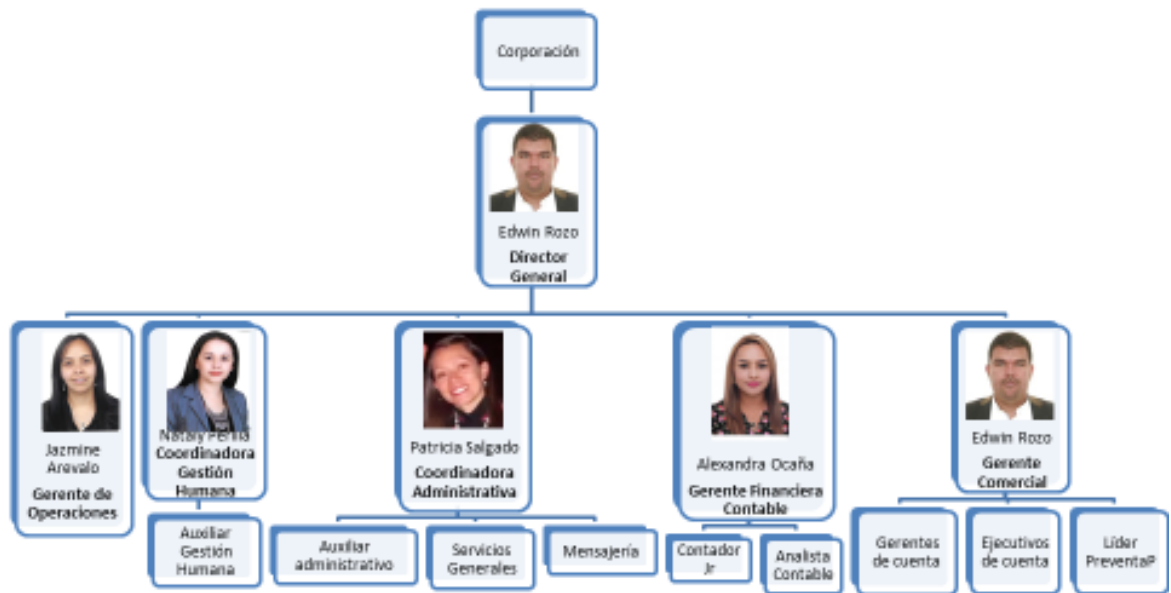 Corporación
Edwin Rozo
Director
General
Jazmine
Arevalo
Gerente de
Operaciones
Nataly Perilla
Coordinadora
Gestión
Humana
Patricia Salgado
Coordinadora
Administrativa
Alexandra Ocaña
Gerente Financiera
Contable
Edwin Rozo
Gerente
Comercial
Auxiliar
Gestión
Humana
Auxiliar
administrativo
Servicios
Generales
Mensajería
Contador
Jr
Analista
Contable
Gerentes
de cuenta
Ejecutivos
de cuenta
Líder
PreventaP